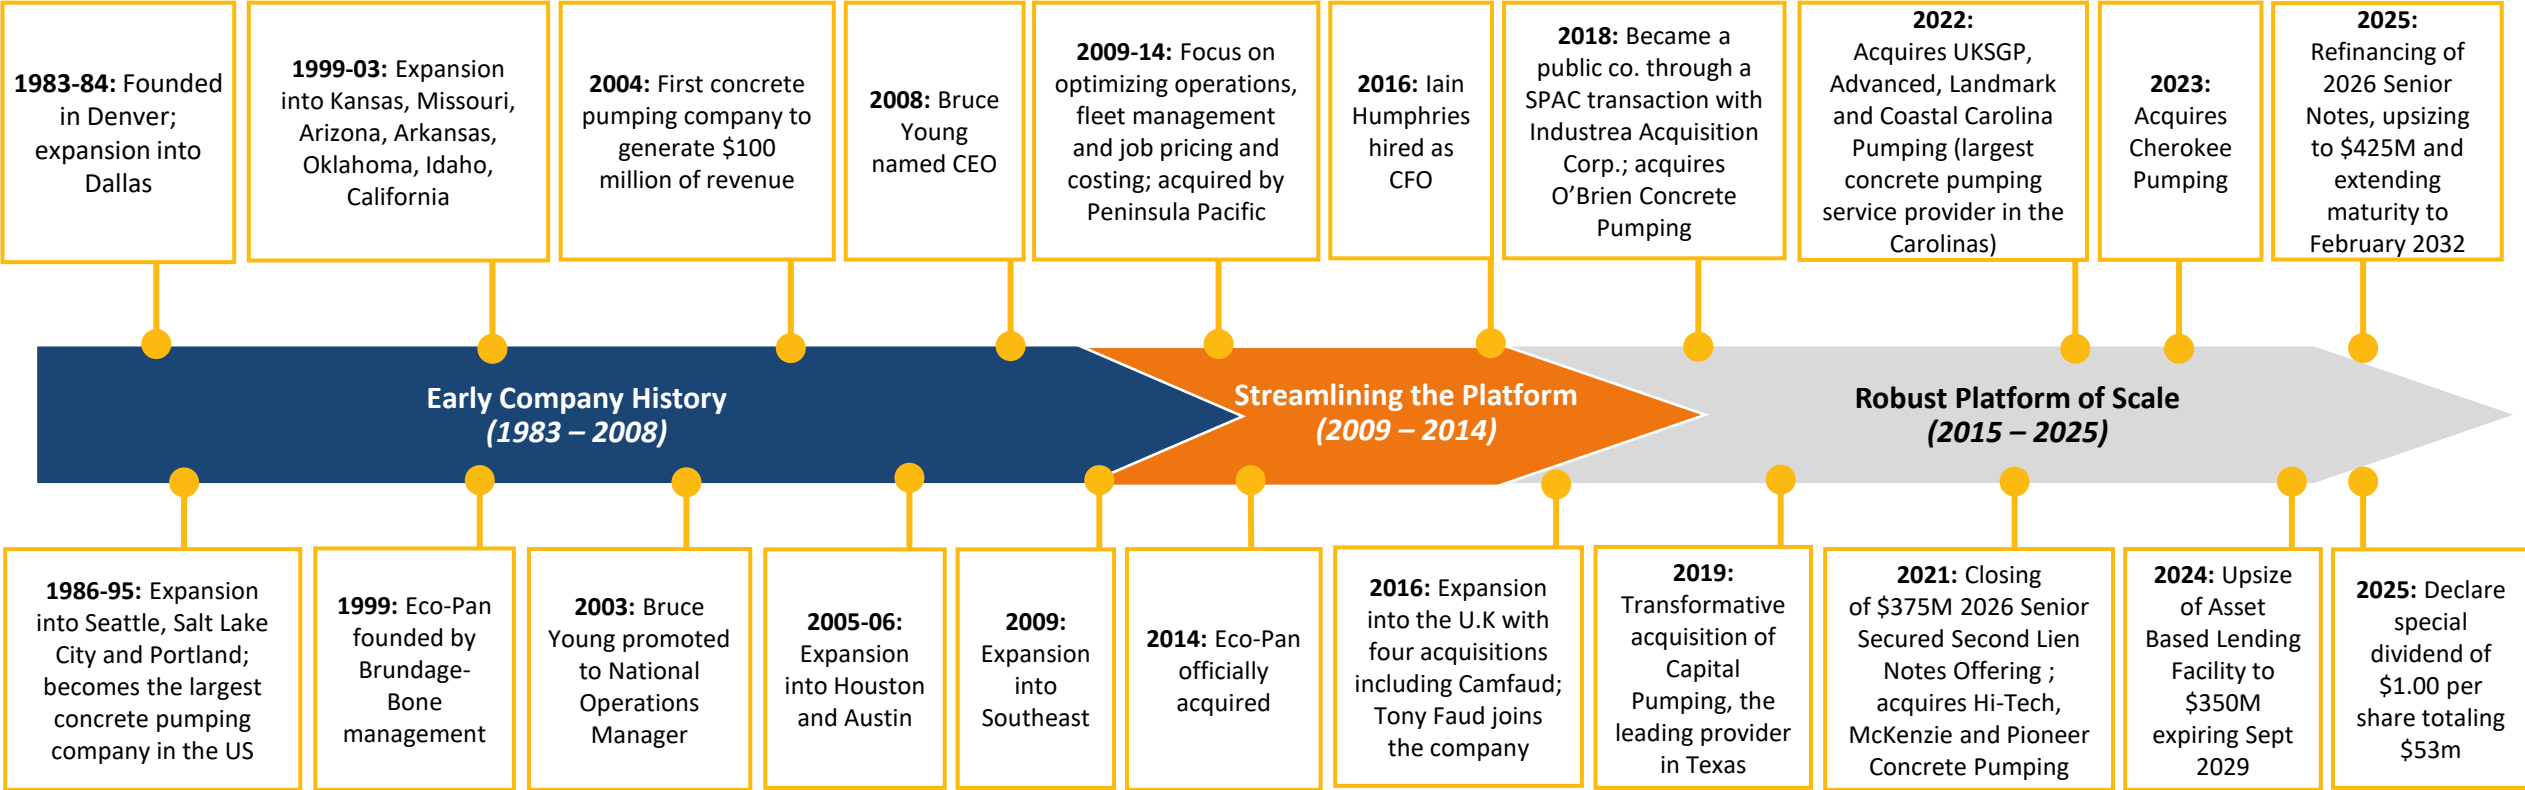 1983-84: Founded
in Denver;
expansion into
Dallas
1999-03: Expansion
into Kansas, Missouri,
Arizona, Arkansas,
Oklahoma, Idaho,
California
2004: First concrete
pumping company to
generate $100
million of revenue
2008: Bruce
Young
named CEO
2009-14: Focus on
optimizing operations,
fleet management
and job pricing and
costing; acquired by
Peninsula Pacific
2016: Iain
Humphries
hired as
CFO
2018: Became a
public co. through a
SPAC transaction with
Industrea Acquisition
Corp.; acquires
O’Brien Concrete
Pumping
2022:
Acquires UKSGP,
Advanced, Landmark
and Coastal Carolina
Pumping (largest
concrete pumping
service provider in the
Carolinas)
2023:
Acquires
Cherokee
Pumping
2025:
Refinancing of
2026 Senior
Notes, upsizing
to $425M and
extending
maturity to
February 2032
Early Company History
(1983 – 2008)
Streamlining the Platform
(2009 – 2014)
Robust Platform of Scale
(2015 – 2025)
1986-95: Expansion
into Seattle, Salt Lake
City and Portland;
becomes the largest
concrete pumping
company in the US
1999: Eco-Pan
founded by
Brundage-
Bone
management
2003: Bruce
Young promoted
to National
Operations
Manager
2005-06:
Expansion
into Houston
and Austin
2009:
Expansion
into
Southeast
2014: Eco-Pan
officially
acquired
2016: Expansion
into the U.K with
four acquisitions
including Camfaud;
Tony Faud joins
the company
2019:
Transformative
acquisition of
Capital
Pumping, the
leading provider
in Texas
2021: Closing
of $375M 2026 Senior
Secured Second Lien
Notes Offering ;
acquires Hi-Tech,
McKenzie and Pioneer
Concrete Pumping
2024: Upsize
of Asset
Based Lending
Facility to
$350M
expiring Sept
2029
2025: Declare
special
dividend of
$1.00 per
share totaling
$53m